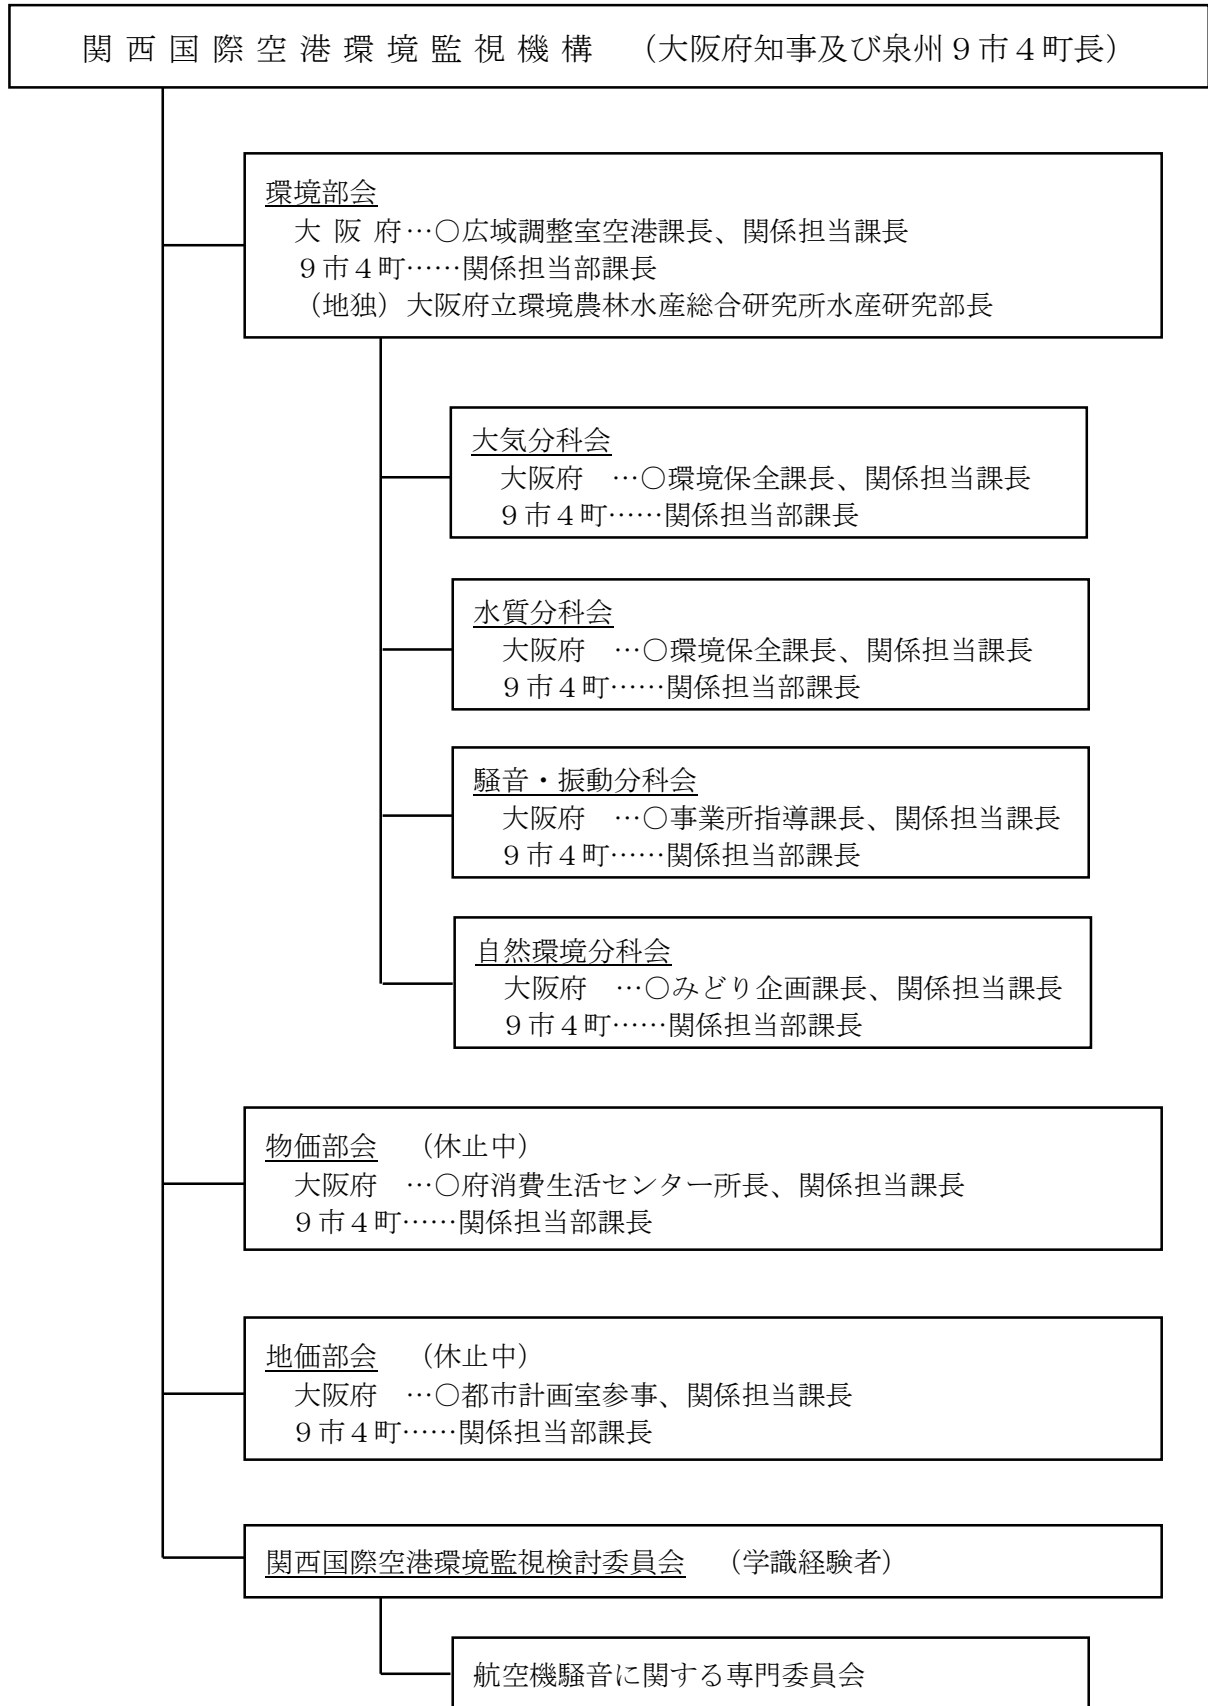 関西国際空港環境監視機構　（大阪府知事及び泉州９市４町長）
環境部会
大阪府…○広域調整室空港課長、関係担当課長
９市４町……関係担当部課長
（地独）大阪府立環境農林水産総合研究所水産研究部長
大気分科会
大阪府　…○環境保全課長、関係担当課長
９市４町……関係担当部課長
水質分科会
大阪府　…○環境保全課長、関係担当課長
９市４町……関係担当部課長
騒音・振動分科会
大阪府　…○事業所指導課長、関係担当課長
９市４町……関係担当部課長
自然環境分科会
大阪府　…○みどり企画課長、関係担当課長
９市４町……関係担当部課長
物価部会　（休止中）
大阪府　…○府消費生活センター所長、関係担当課長
９市４町……関係担当部課長
地価部会　（休止中）
大阪府　…○都市計画室参事、関係担当課長
９市４町……関係担当部課長
関西国際空港環境監視検討委員会　（学識経験者）
航空機騒音に関する専門委員会